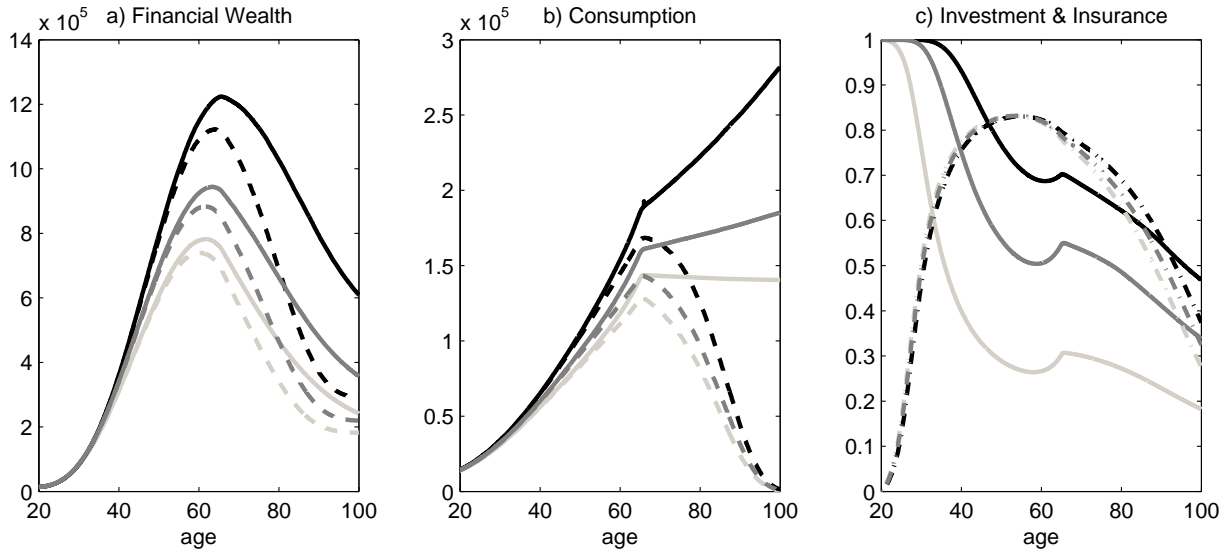 a) Financial Wealth
x 10^5
14
12
10
8
6
4
2
0
20 40 60 80 100
age
b) Consumption
x 10^5
3
2.5
2
1.5
1
0.5
0
20 40 60 80 100
age
c) Investment & Insurance
1
0.9
0.8
0.7
0.6
0.5
0.4
0.3
0.2
0.1
0
20 40 60 80 100
age